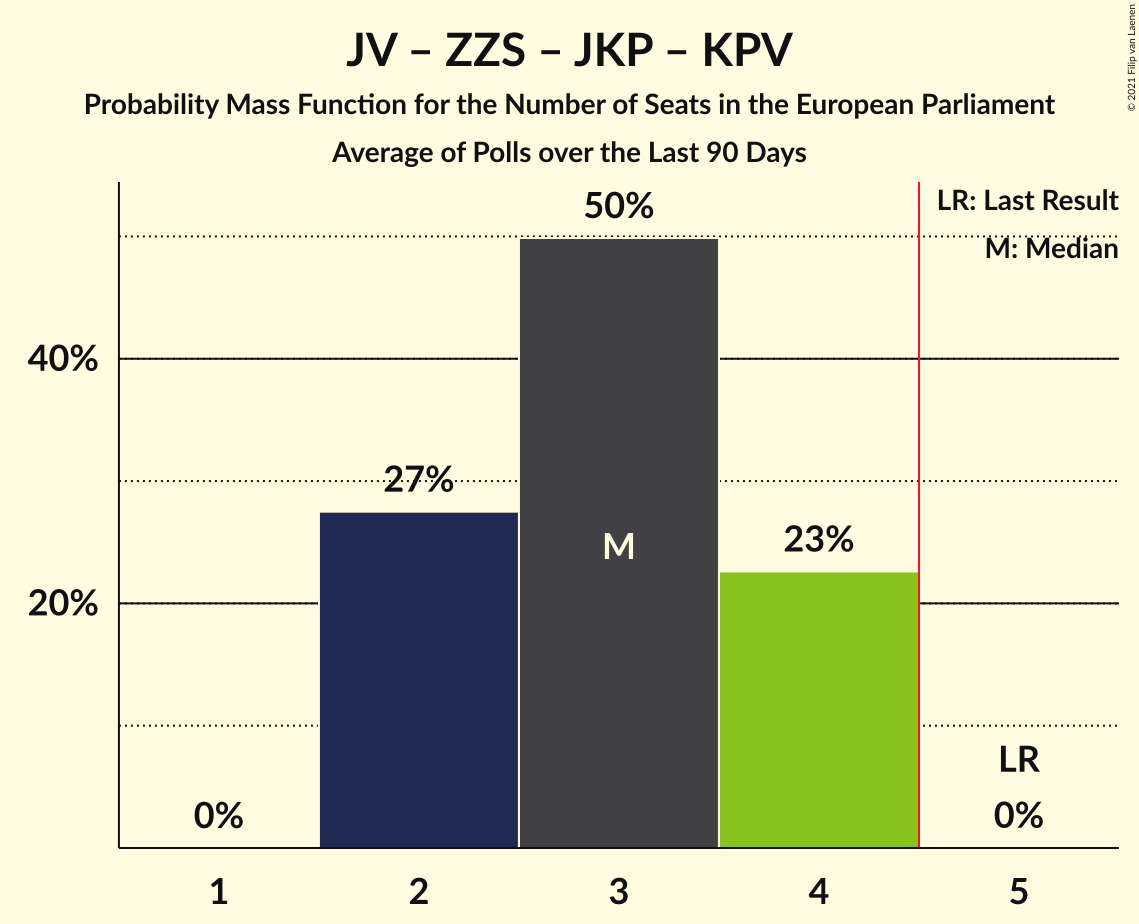 JV – ZZS – JKP – KPV
Probability Mass Function for the Number of Seats in the European Parliament
Average of Polls over the Last 90 Days
© 2021 Filip van Laenen
LR: Last Result
M: Median
50%
40%
27%
M
23%
20%
LR
0%
0%
1
2
3
4
5